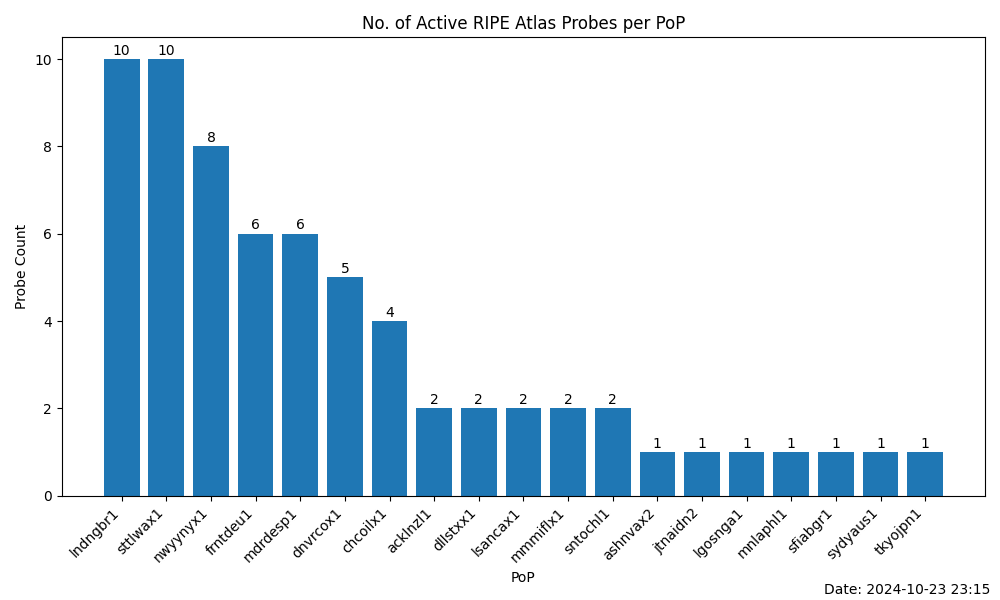 No. of Active RIPE Atlas Probes per PoP
Probe Count
10
8
6
4
2
0
10
10
8
6
6
5
4
2
2
2
2
2
1
1
1
1
1
1
1
lndngbr1
sttlwax1
nwyynyx1
frntdeu1
mdrdesp1
dnvrcox1
chcoilx1
acklnzl1
dllstxx1
lsancax1
mmmiflx1
sntochl1
ashnvax2
jtnaidn2
lgosnga1
mnlaphl1
sfiabgr1
sydyaus1
tkyojpn1
PoP
Date: 2024-10-23 23:15